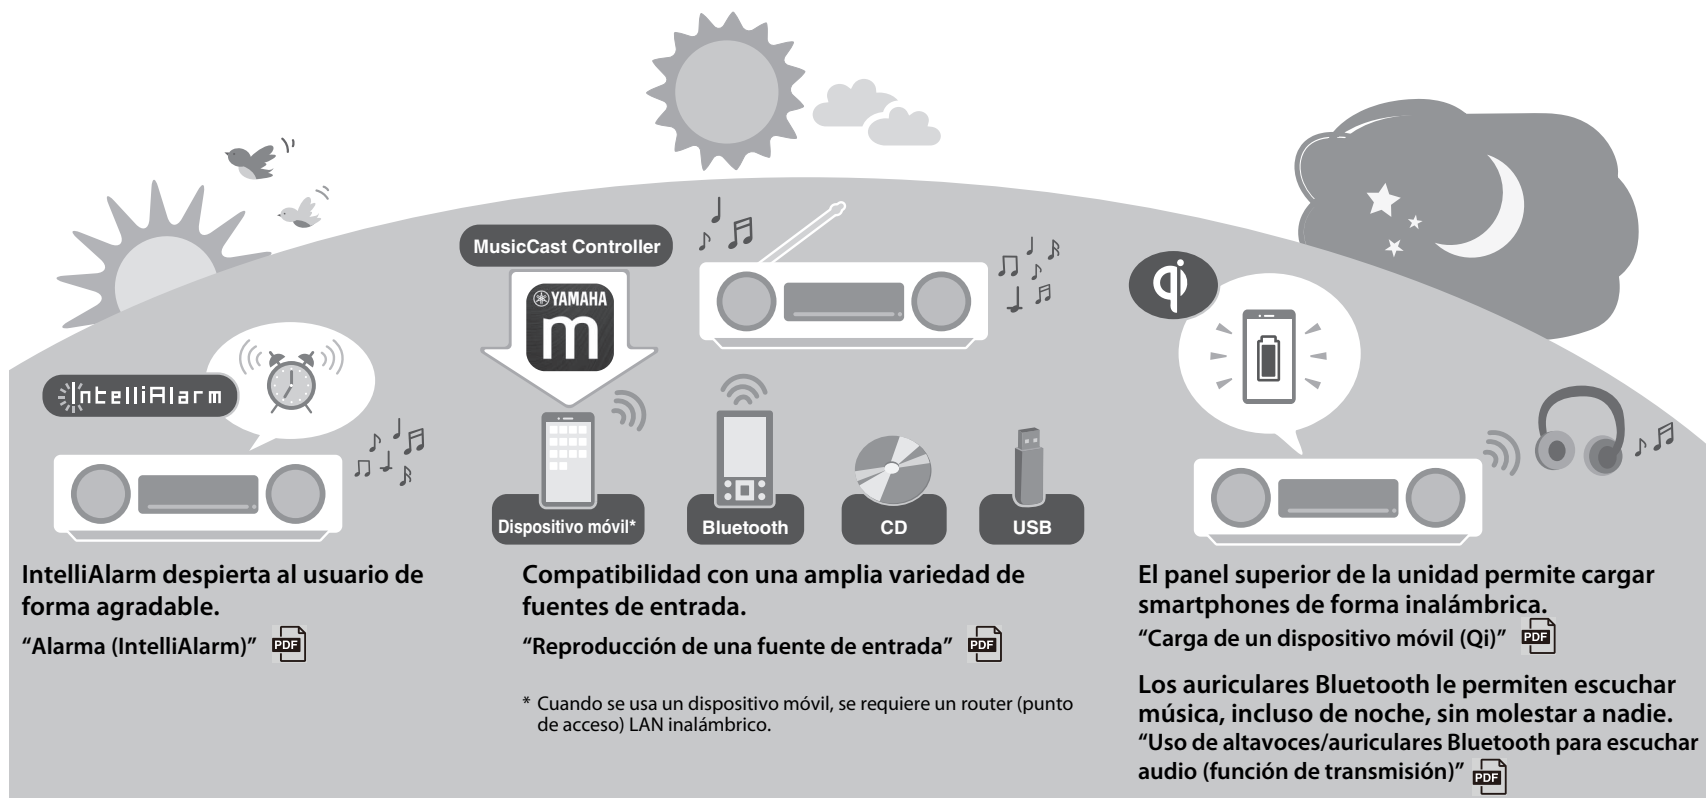 MusicCast Controller
YAMAHA
m
qi
IntelliAlarm
Dispositivo móvil*
Bluetooth
CD
USB
IntelliAlarm despierta al usuario de
forma agradable.
“Alarma (IntelliAlarm)” PDF
Compatibilidad con una amplia variedad de
fuentes de entrada.
“Reproducción de una fuente de entrada” PDF
* Cuando se usa un dispositivo móvil, se requiere un router (punto
de acceso) LAN inalámbrico.
El panel superior de la unidad permite cargar
smartphones de forma inalámbrica.
“Carga de un dispositivo móvil (Qi)” PDF
Los auriculares Bluetooth le permiten escuchar
música, incluso de noche, sin molestar a nadie.
“Uso de altavoces/auriculares Bluetooth para escuchar
audio (función de transmisión)” PDF